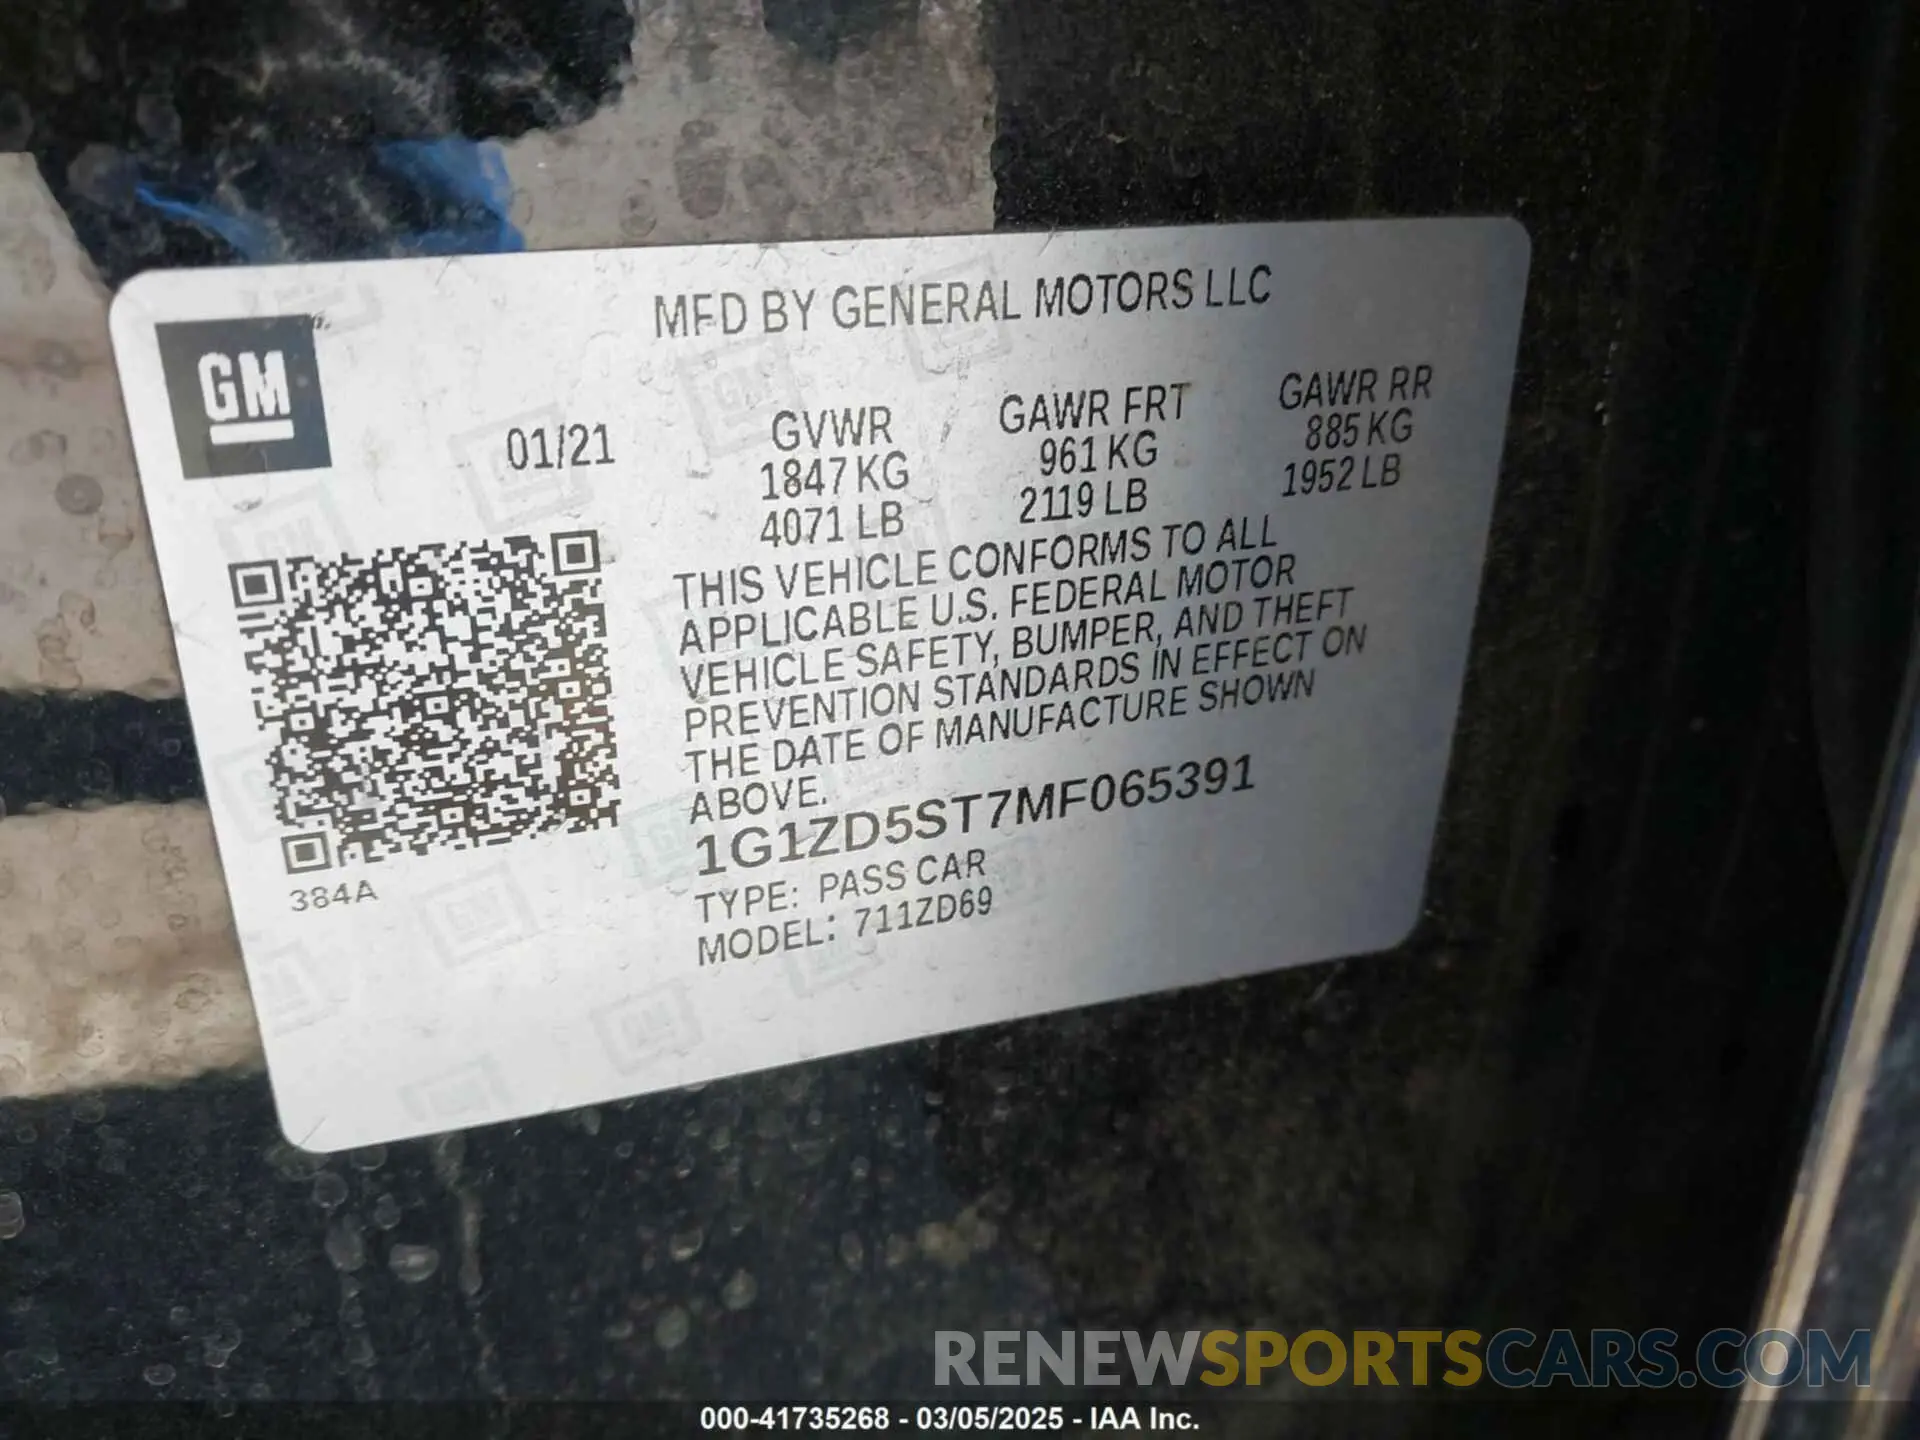 MFD BY GENERAL MOTORS LLC
GM
01/21
GVWR
1847 KG
4071 LB
GAWR FRT
961 KG
2119 LB
GAWR RR
885 KG
1952 LB
THIS VEHICLE CONFORMS TO ALL
APPLICABLE U.S. FEDERAL MOTOR
VEHICLE SAFETY, BUMPER, AND THEFT
PREVENTION STANDARDS IN EFFECT ON
THE DATE OF MANUFACTURE SHOWN
ABOVE.
1G1ZD5ST7MF065391
TYPE: PASS CAR
MODEL: 711ZD69
384A
RENEWSPORTSCARS.COM
000-41735268 - 03/05/2025 - IAA Inc.